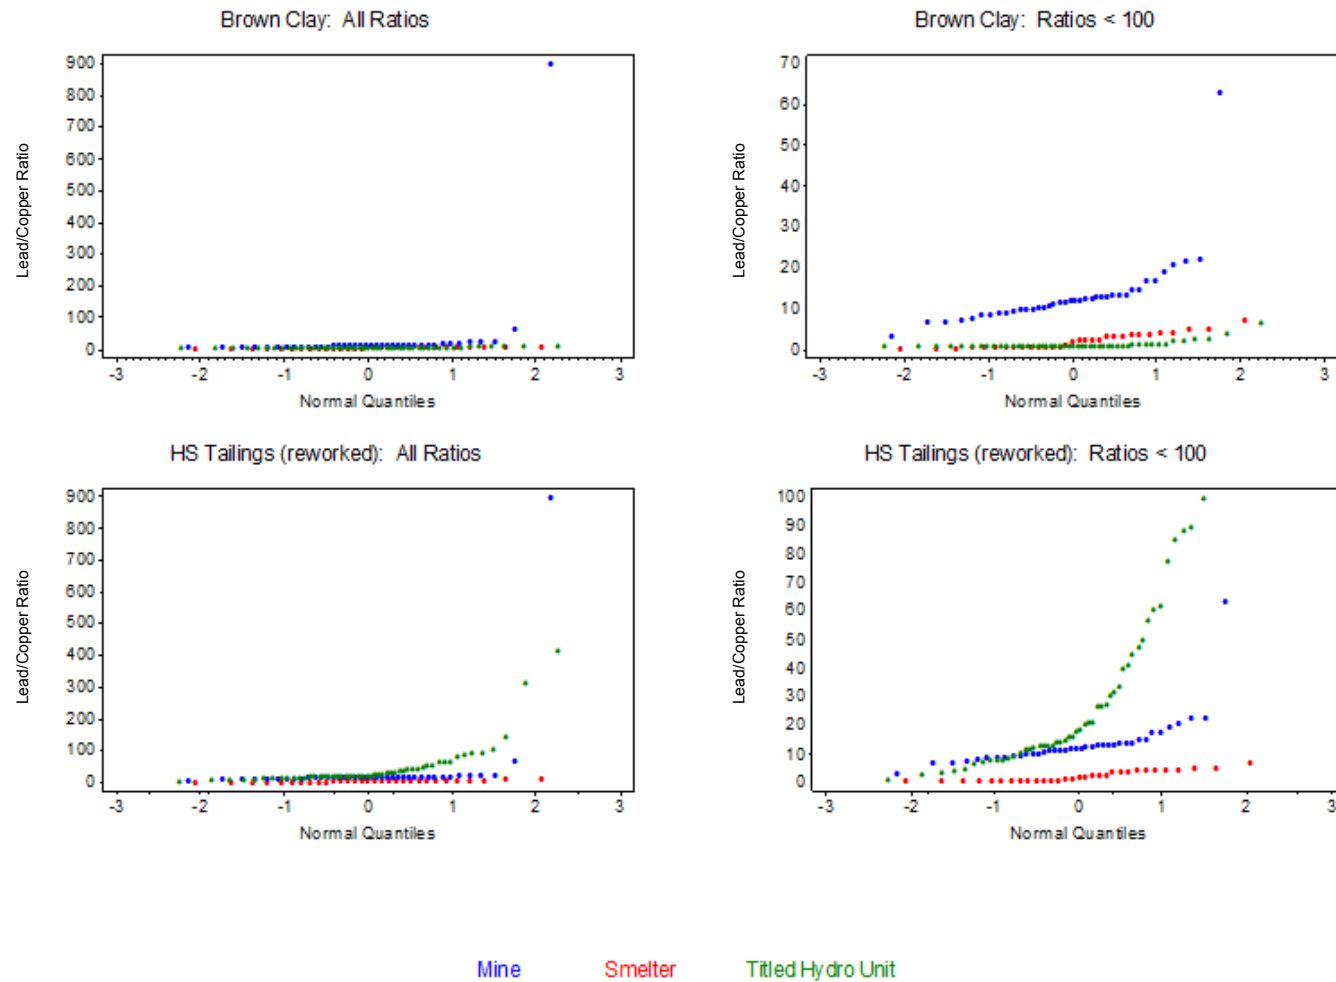 Brown Clay: All Ratios
Lead/Copper Ratio
900
800
700
600
500
400
300
200
100
0
-3 -2 -1 0 1 2 3
Normal Quantiles
Brown Clay: Ratios < 100
Lead/Copper Ratio
70
60
50
40
30
20
10
0
-3 -2 -1 0 1 2 3
Normal Quantiles
HS Tailings (reworked): All Ratios
Lead/Copper Ratio
900
800
700
600
500
400
300
200
100
0
-3 -2 -1 0 1 2 3
Normal Quantiles
HS Tailings (reworked): Ratios < 100
Lead/Copper Ratio
100
90
80
70
60
50
40
30
20
10
0
-3 -2 -1 0 1 2 3
Normal Quantiles
Mine Smelter Titled Hydro Unit